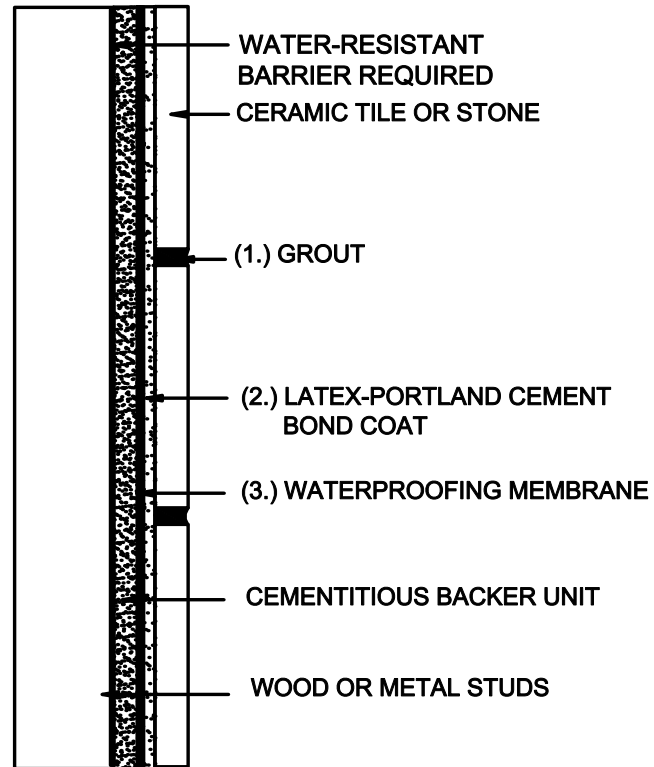 WATER-RESISTANT
BARRIER REQUIRED
CERAMIC TILE OR STONE
(1.) GROUT
(2.) LATEX-PORTLAND CEMENT
BOND COAT
(3.) WATERPROOFING MEMBRANE
CEMENTITIOUS BACKER UNIT
WOOD OR METAL STUDS